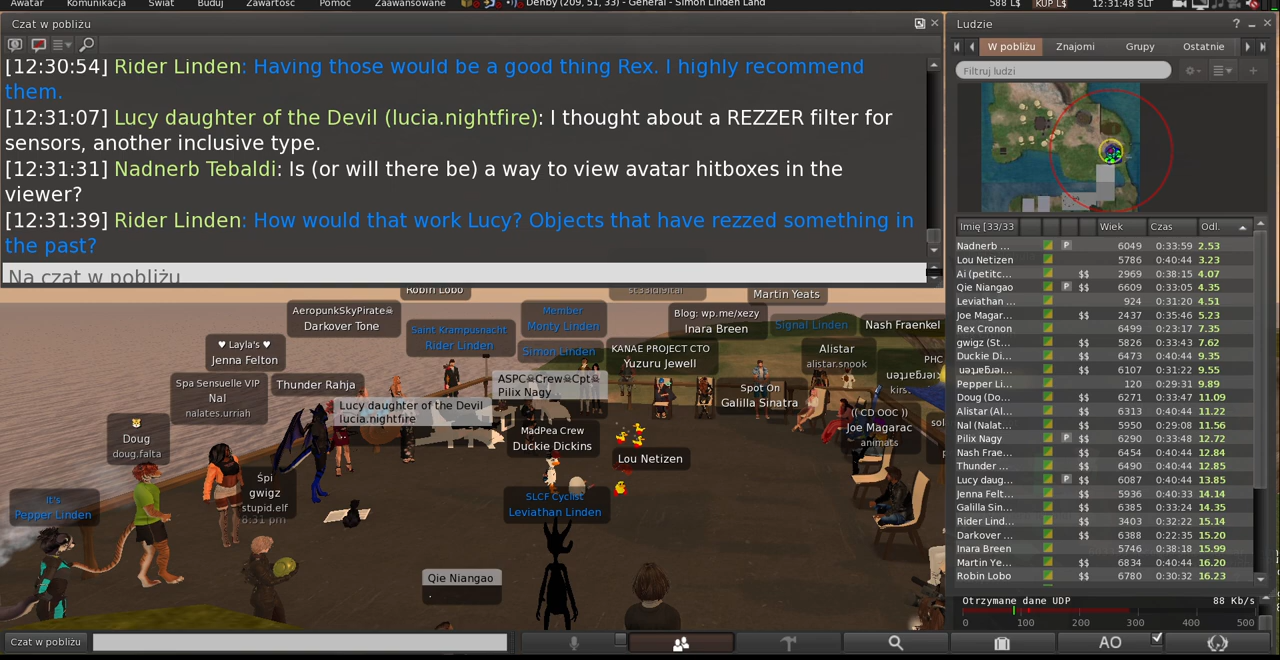 Awatar Komunikacja Świat Buduj Zawartość Pomoc Zaawansowane Denby (209, 51, 33) - General - Simon Linden Land 588 L$ KUP L$ 12:31:48 SLT
Czat w pobliżu
[12:30:54] Rider Linden: Having those would be a good thing Rex. I highly recommend
them.
[12:31:07] Lucy daughter of the Devil (lucia.nightfire): I thought about a REZZER filter for
sensors, another inclusive type.
[12:31:31] Nadnerb Tebaldi: Is (or will there be) a way to view avatar hitboxes in the
viewer?
[12:31:39] Rider Linden: How would that work Lucy? Objects that have rezzed something in
the past?
Na czat w pobliżu
Robin Lobo
st33ldigital
Martin Yeats
AeropunkSkyPirate☠
Darkover Tone
Saint Krampusnacht
Rider Linden
Member
Monty Linden
Simon Linden
Blog: wp.me/xezy
Inara Breen
Signal Linden
Nash Fraenkel
♥ Layla's ♥
Jenna Felton
KANAE PROJECT CTO
Yuzuru Jewell
Alistar
alistar.snook
PHC
kirs.
Spa Sensuelle VIP
Nal
nalates.urriah
Thunder Rahja
ASPC☠Crew☠Cpt☠
Pilix Nagy
Spot On
Galilla Sinatra
Lucy daughter of the Devil
lucia.nightfire
(( CD OOC ))
Joe Magarac
animats
sol
Doug
doug.falta
MadPea Crew
Duckie Dickins
Lou Netizen
Śpi
gwigz
stupid.elf
8:31 pm
It's
Pepper Linden
SLCF Cyclist
Leviathan Linden
Qie Niangao
.
Czat w pobliżu
Ludzie
? _ ×
W pobliżu Znajomi Grupy Ostatnie
Filtruj ludzi
Imię [33/33 Wiek Czas Odl.
Nadnerb ... P 6049 0:33:59 2.53
Lou Netizen 5786 0:40:44 3.23
Ai (petitc... $$ 2969 0:38:15 4.07
Qie Niangao P $$ 6609 0:33:05 4.35
Leviathan ... 924 0:31:20 4.51
Joe Magar... $$ 2437 0:35:46 5.23
Rex Cronon 6499 0:23:17 7.35
gwigz (St... $$ 5826 0:33:43 7.62
Duckie Di... $$ 6473 0:40:44 9.35
$$ 6107 0:31:22 9.55
Pepper Li... 120 0:29:31 9.89
Doug (Do... $$ 6271 0:33:47 11.09
Alistar (Al... $$ 6313 0:40:44 11.22
Nal (Nalat... $$ 5950 0:29:08 11.56
Pilix Nagy P $$ 6290 0:33:48 12.72
Nash Frae... $$ 6454 0:40:44 12.84
Thunder ... $$ 6490 0:40:44 12.85
Lucy daug... P $$ 6087 0:40:44 13.85
Jenna Felt... $$ 5936 0:40:33 14.14
Galilla Sin... $$ 6385 0:33:24 14.35
Rider Lind... $$ 3403 0:32:22 15.14
Darkover ... $$ 6388 0:22:35 15.20
Inara Breen 5746 0:38:18 15.99
Martin Ye... $$ 6834 0:40:44 16.20
Robin Lobo $$ 6780 0:30:32 16.23
Otrzymane dane UDP 88 Kb/s
0 100 200 300 400 500
AO